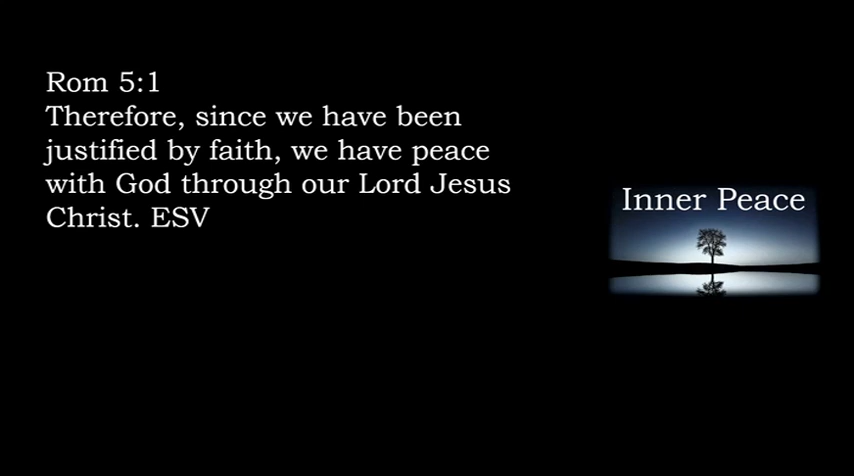 Rom 5:1
Therefore, since we have been
justified by faith, we have peace
with God through our Lord Jesus
Christ. ESV
Inner Peace